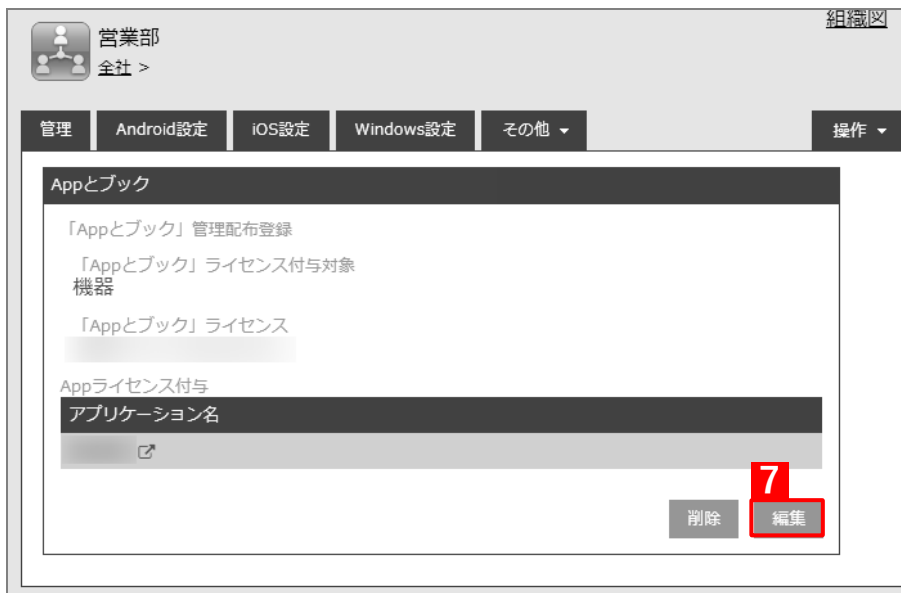 組織図
営業部
全社 >
管理 Android設定 iOS設定 Windows設定 その他 操作
Appとブック
「Appとブック」管理配布登録
「Appとブック」ライセンス付与対象
機器
「Appとブック」ライセンス
Appライセンス付与
アプリケーション名
7
削除 編集